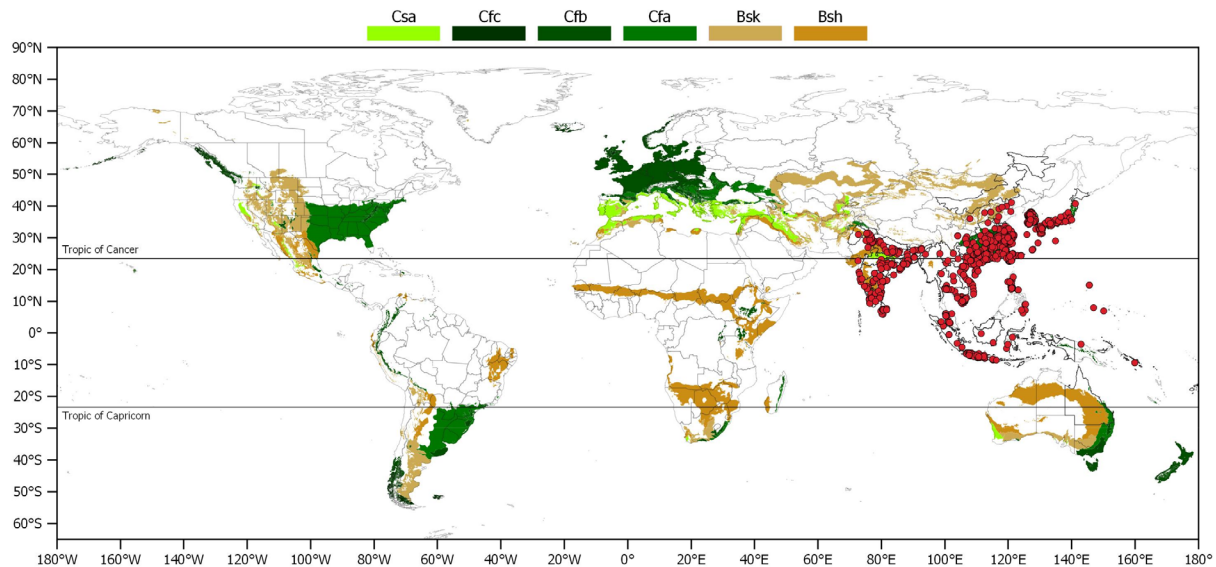 Csa Cfc Cfb Cfa Bsk Bsh
90°N
80°N
70°N
60°N
50°N
40°N
30°N
Tropic of Cancer
20°N
10°N
0°
10°S
20°S
Tropic of Capricorn
30°S
40°S
50°S
60°S
180°W 160°W 140°W 120°W 100°W 80°W 60°W 40°W 20°W 0° 20°E 40°E 60°E 80°E 100°E 120°E 140°E 160°E 180°